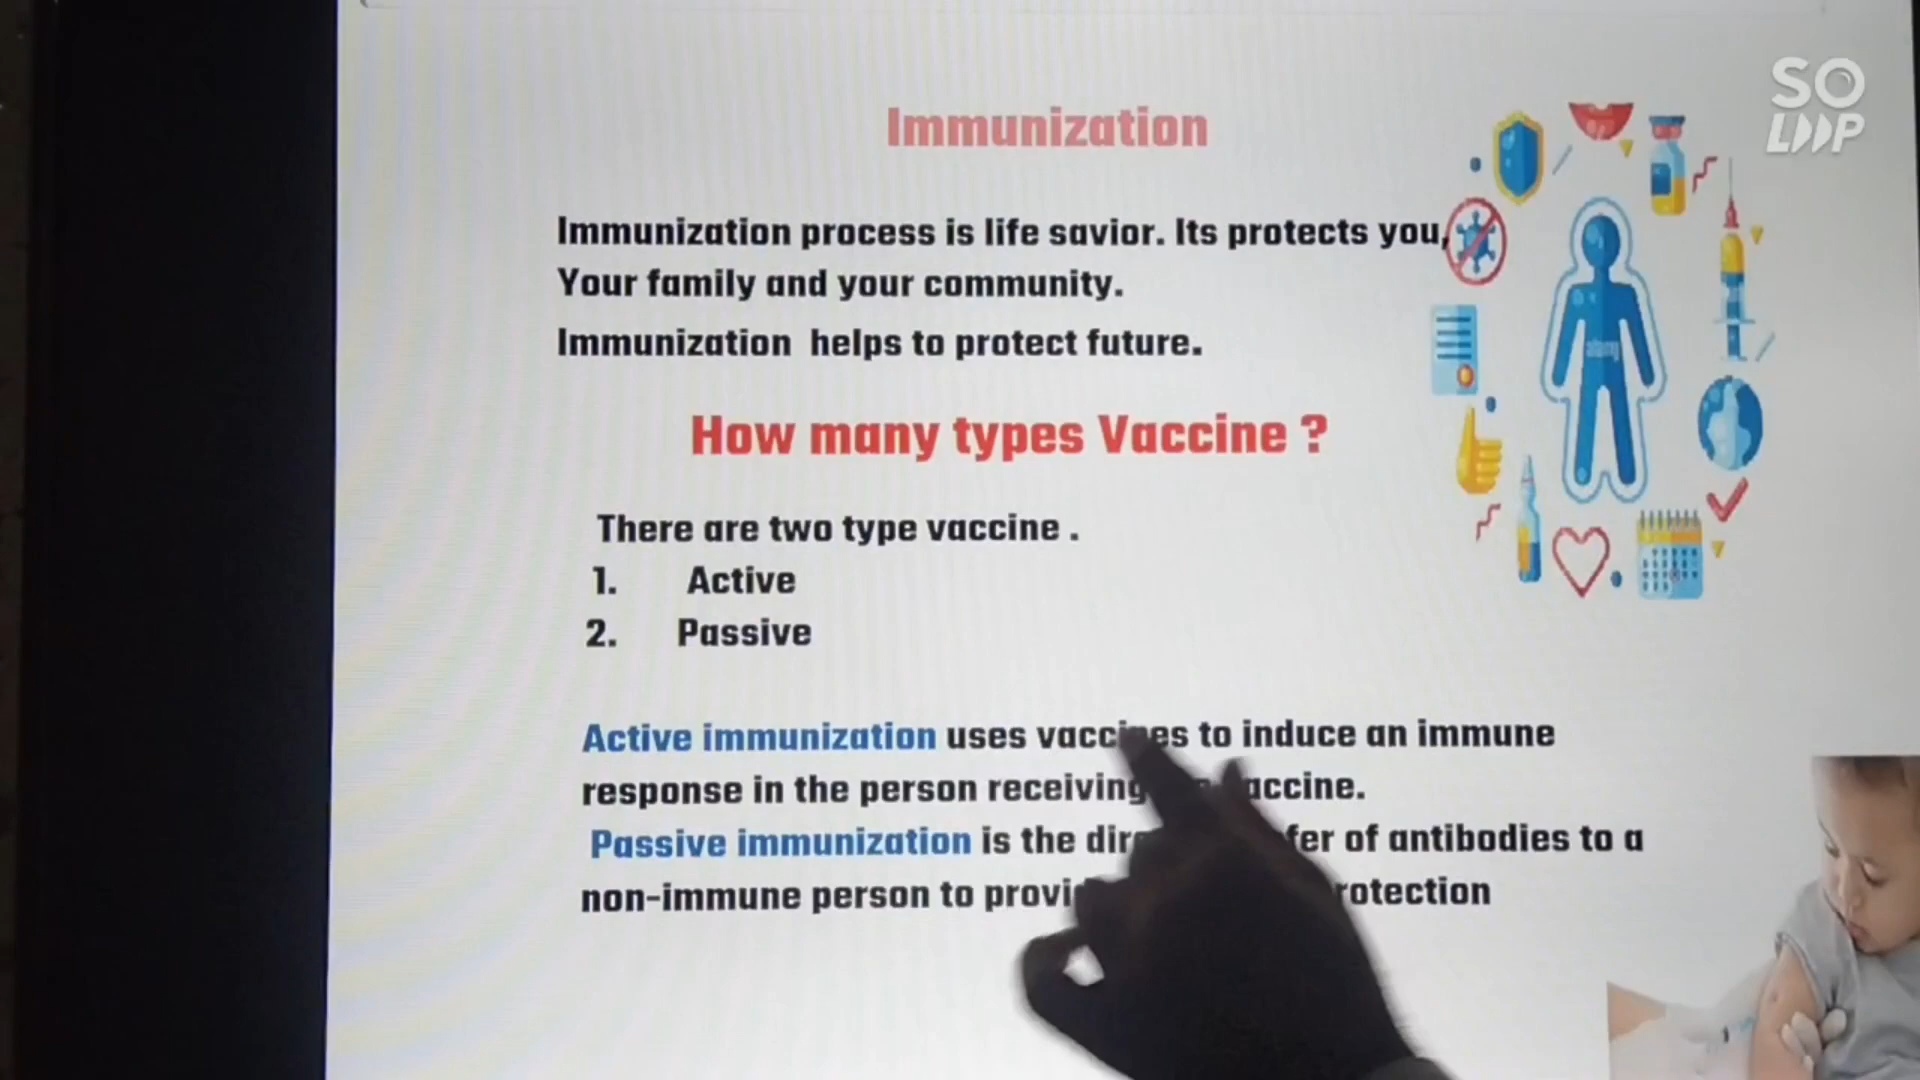 SO
LOOP
Immunization
Immunization process is life savior. Its protects you,
Your family and your community.
Immunization helps to protect future.
How many types Vaccine ?
There are two type vaccine .
1. Active
2. Passive
Active immunization uses vaccines to induce an immune
response in the person receiving accine.
Passive immunization is the dir fer of antibodies to a
non-immune person to provi rotection